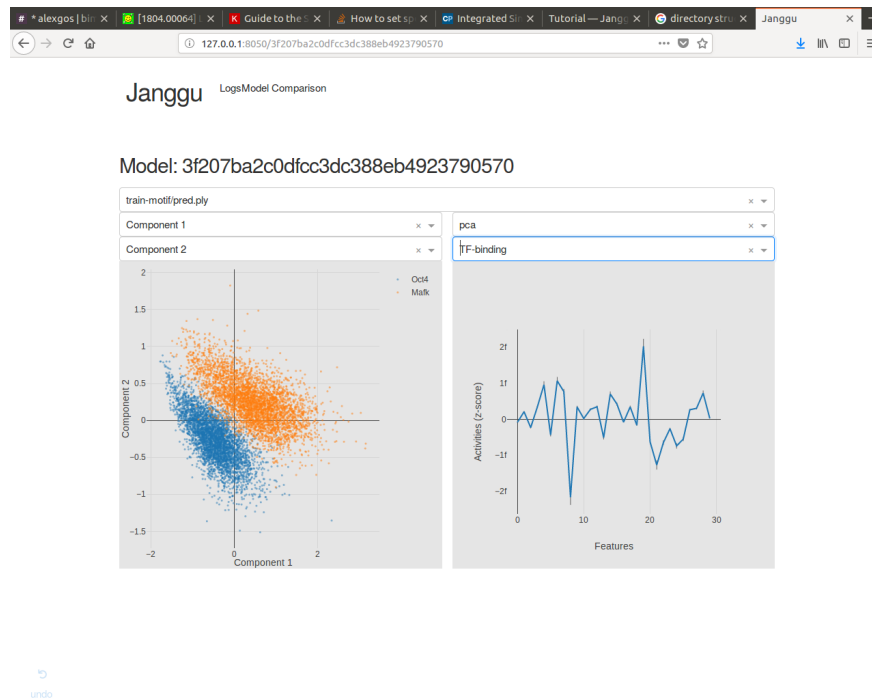 # * alexgos | bin × [1804.00064] × K Guide to the S × How to set sp × CP Integrated Sir × Tutorial — Jangg × G directory stru × Janggu ×
127.0.0.1:8050/3f207ba2c0dfcc3dc388eb4923790570
Janggu LogsModel Comparison
Model: 3f207ba2c0dfcc3dc388eb4923790570
train-motif/pred.ply
Component 1
pca
Component 2
TF-binding
Oct4
Mafk
2
1.5
1
0.5
0
−0.5
−1
−1.5
Component 2
−2 0 2
Component 1
2f
1f
0
−1f
−2f
Activities (z-score)
0 10 20 30
Features
undo